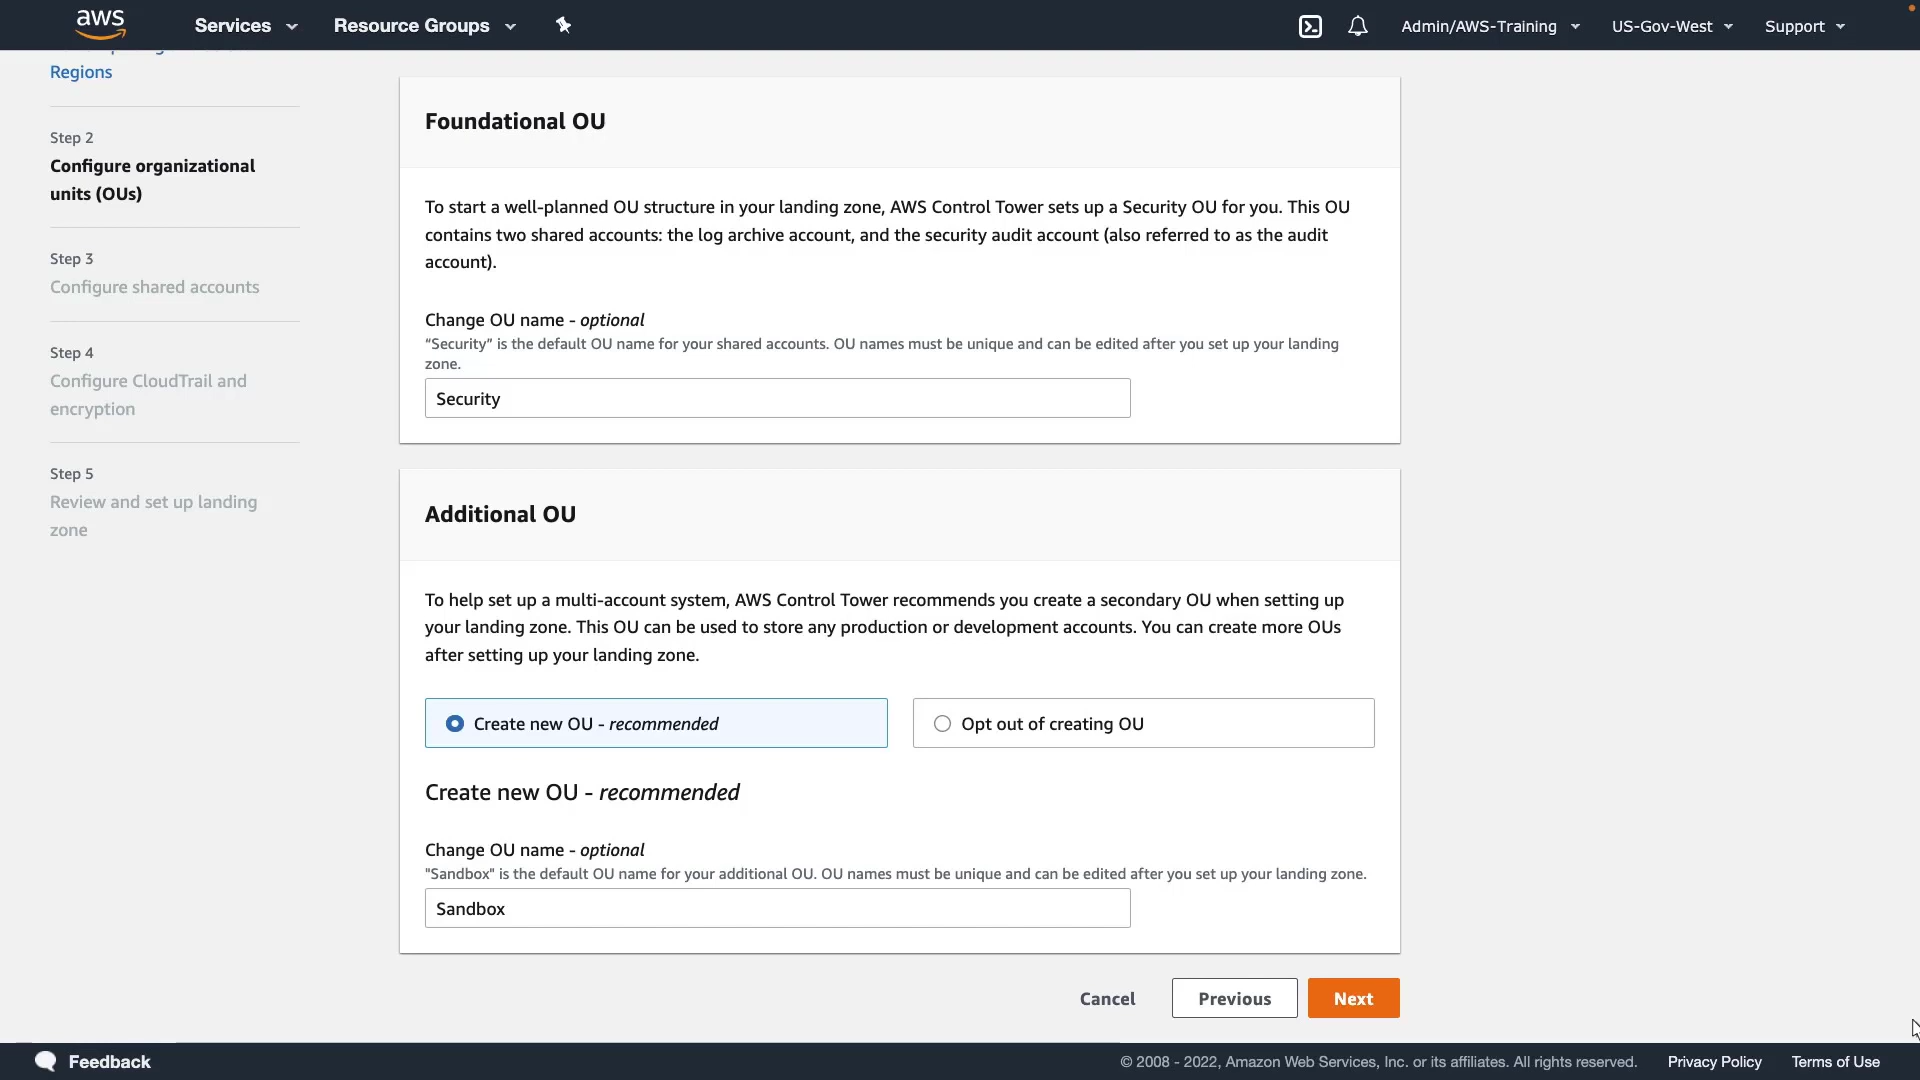 aws
Services
Resource Groups
Admin/AWS-Training
US-Gov-West
Support
Regions
Step 2
Configure organizational
units (OUs)
Step 3
Configure shared accounts
Step 4
Configure CloudTrail and
encryption
Step 5
Review and set up landing
zone
Foundational OU
To start a well-planned OU structure in your landing zone, AWS Control Tower sets up a Security OU for you. This OU
contains two shared accounts: the log archive account, and the security audit account (also referred to as the audit
account).
Change OU name - optional
“Security” is the default OU name for your shared accounts. OU names must be unique and can be edited after you set up your landing
zone.
Security
Additional OU
To help set up a multi-account system, AWS Control Tower recommends you create a secondary OU when setting up
your landing zone. This OU can be used to store any production or development accounts. You can create more OUs
after setting up your landing zone.
Create new OU - recommended
Opt out of creating OU
Create new OU - recommended
Change OU name - optional
"Sandbox" is the default OU name for your additional OU. OU names must be unique and can be edited after you set up your landing zone.
Sandbox
Cancel
Previous
Next
Feedback
© 2008 - 2022, Amazon Web Services, Inc. or its affiliates. All rights reserved.
Privacy Policy
Terms of Use